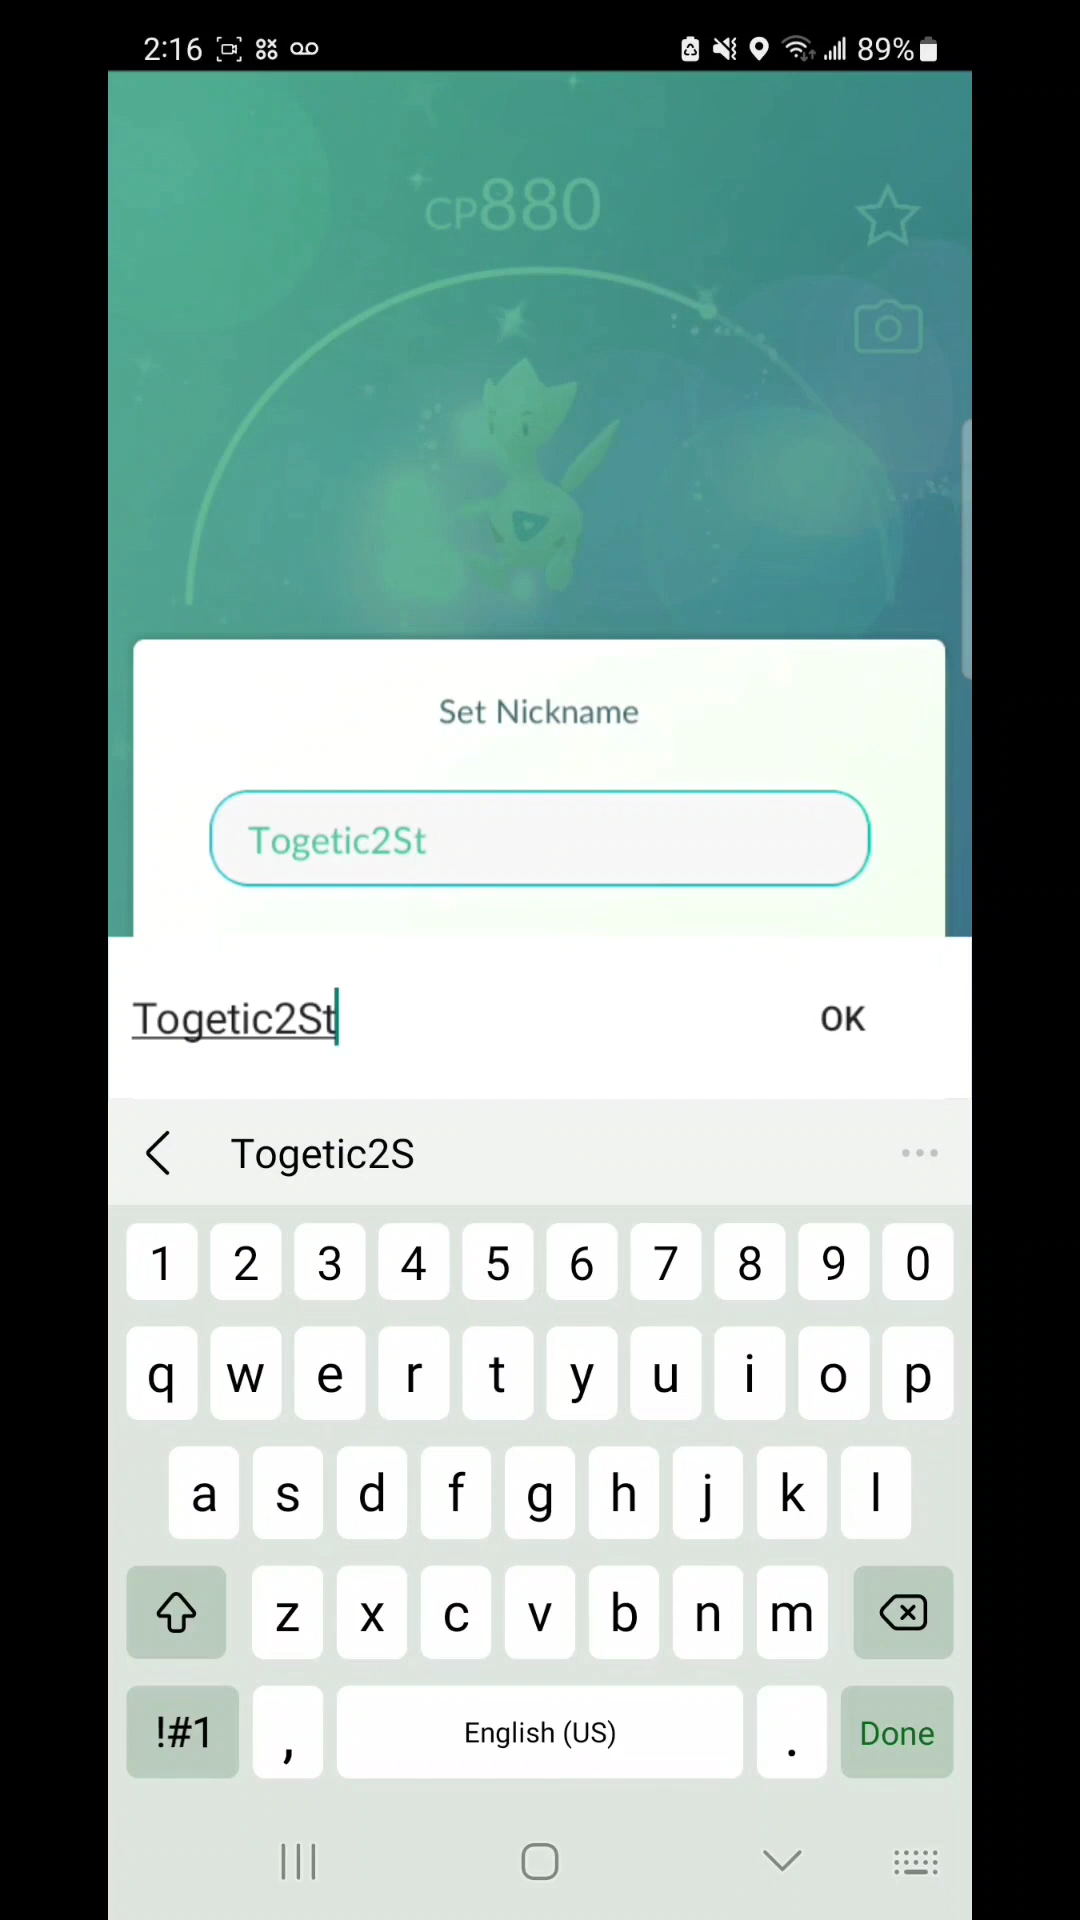 2:16 89%
CP880
Set Nickname
Togetic2St
Togetic2St OK
Togetic2S
1 2 3 4 5 6 7 8 9 0
q w e r t y u i o p
a s d f g h j k l
z x c v b n m
!#1 , English (US) . Done